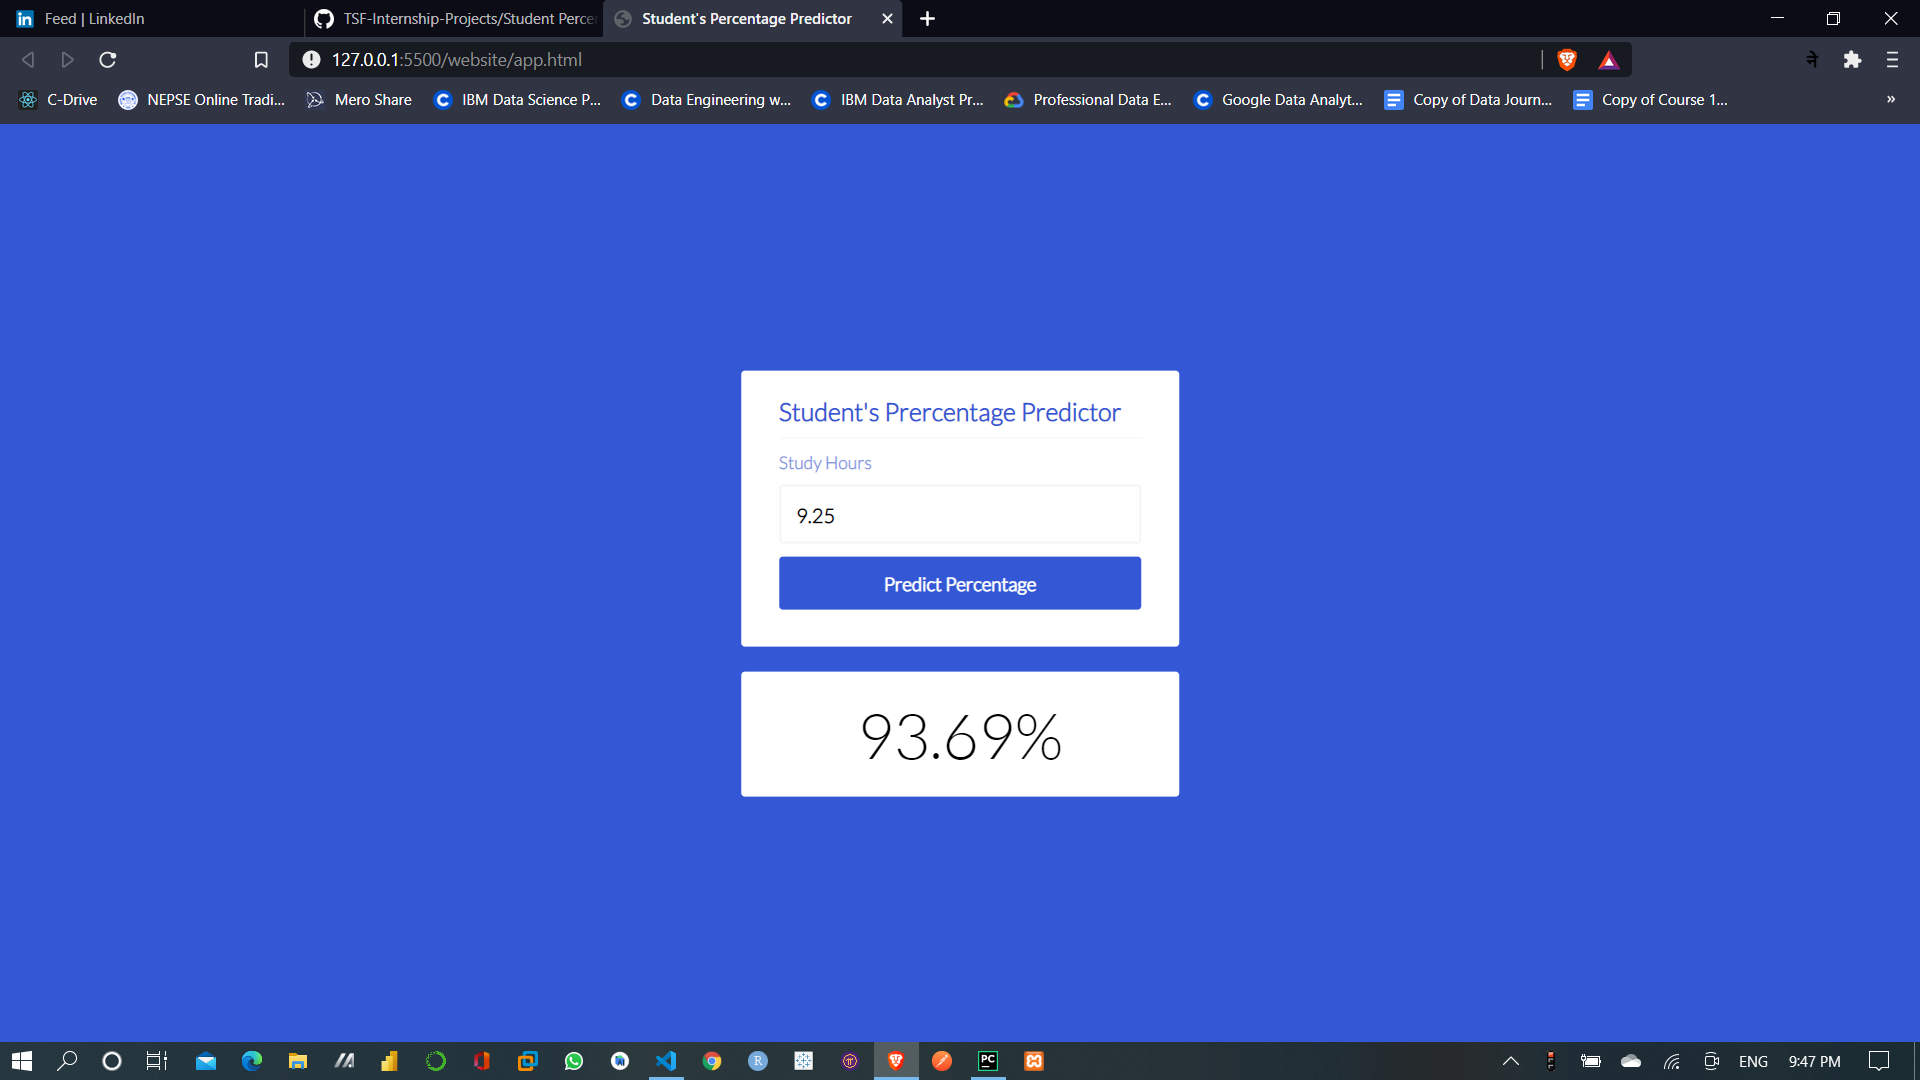 Feed | LinkedIn
TSF-Internship-Projects/Student Perce
Student's Percentage Predictor
127.0.0.1:5500/website/app.html
ने
C-Drive
NEPSE Online Tradi...
Mero Share
IBM Data Science P...
Data Engineering w...
IBM Data Analyst Pr...
Professional Data E...
Google Data Analyt...
Copy of Data Journ...
Copy of Course 1...
»
Student's Prercentage Predictor
Study Hours
9.25
Predict Percentage
93.69%
ENG
9:47 PM